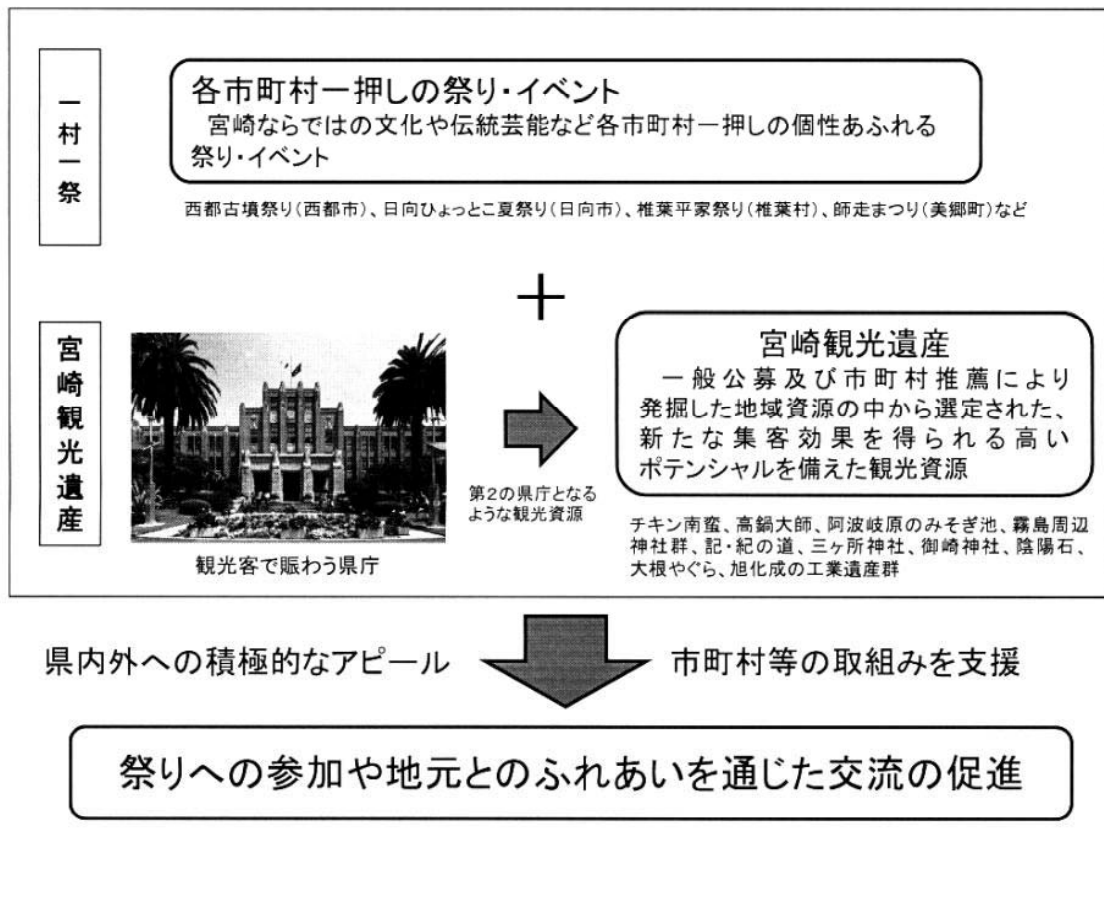 一村一祭
各市町村一押しの祭り・イベント
宮崎ならではの文化や伝統芸能など各市町村一押しの個性あふれる
祭り・イベント
西都古墳祭り(西都市)、日向ひょっとこ夏祭り(日向市)、椎葉平家祭り(椎葉村)、師走まつり(美郷町)など
＋
宮崎観光遺産
観光客で賑わう県庁
第2の県庁となる
ような観光資源
宮崎観光遺産
一般公募及び市町村推薦により
発掘した地域資源の中から選定された、
新たな集客効果を得られる高い
ポテンシャルを備えた観光資源
チキン南蛮、高鍋大師、阿波岐原のみそぎ池、霧島周辺
神社群、記・紀の道、三ヶ所神社、御崎神社、陰陽石、
大根やぐら、旭化成の工業遺産群
県内外への積極的なアピール
市町村等の取組みを支援
祭りへの参加や地元とのふれあいを通じた交流の促進